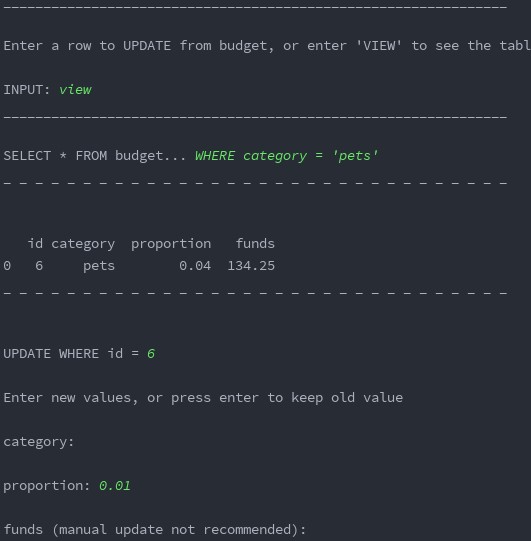 Enter a row to UPDATE from budget, or enter 'VIEW' to see the tabl
INPUT: view
SELECT * FROM budget... WHERE category = 'pets'
id category proportion funds
0 6 pets 0.04 134.25
UPDATE WHERE id = 6
Enter new values, or press enter to keep old value
category:
proportion: 0.01
funds (manual update not recommended):